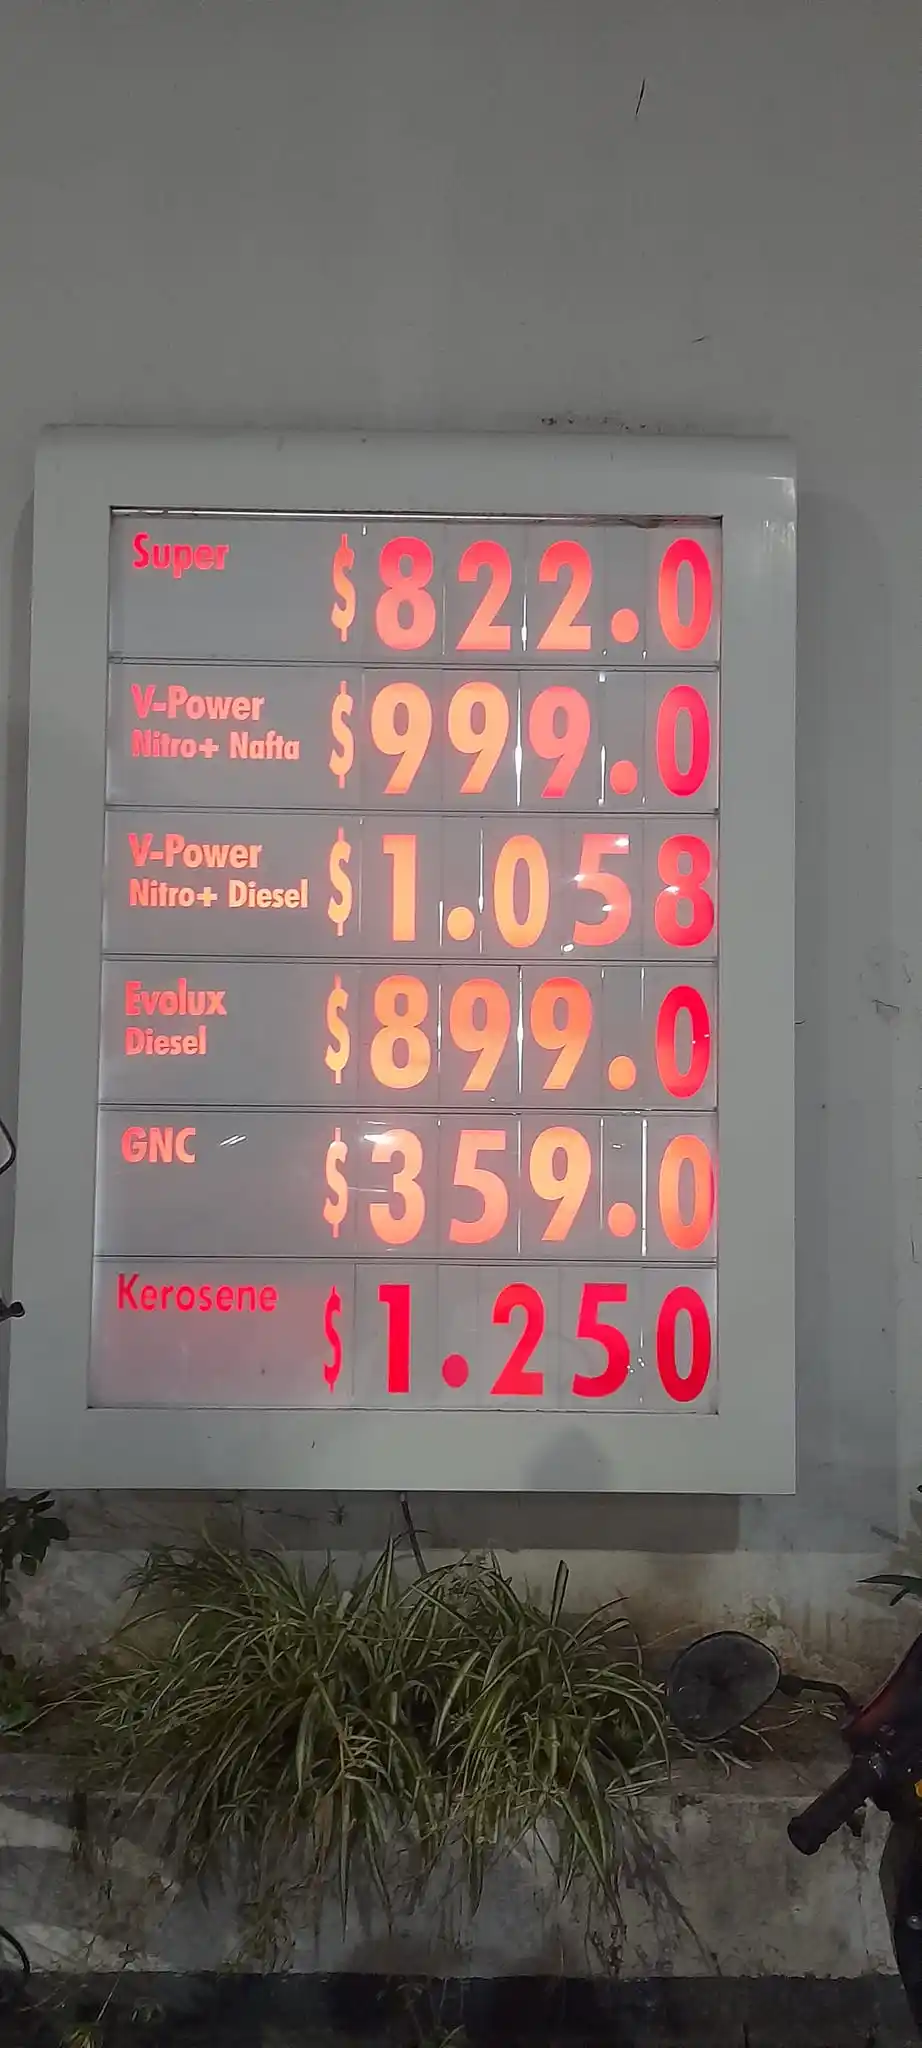 Super $822.0
V-Power
Nitro+ Nafta $999.0
V-Power
Nitro+ Diesel $1.058
Evolux
Diesel $899.0
GNC $359.0
Kerosene $1.250